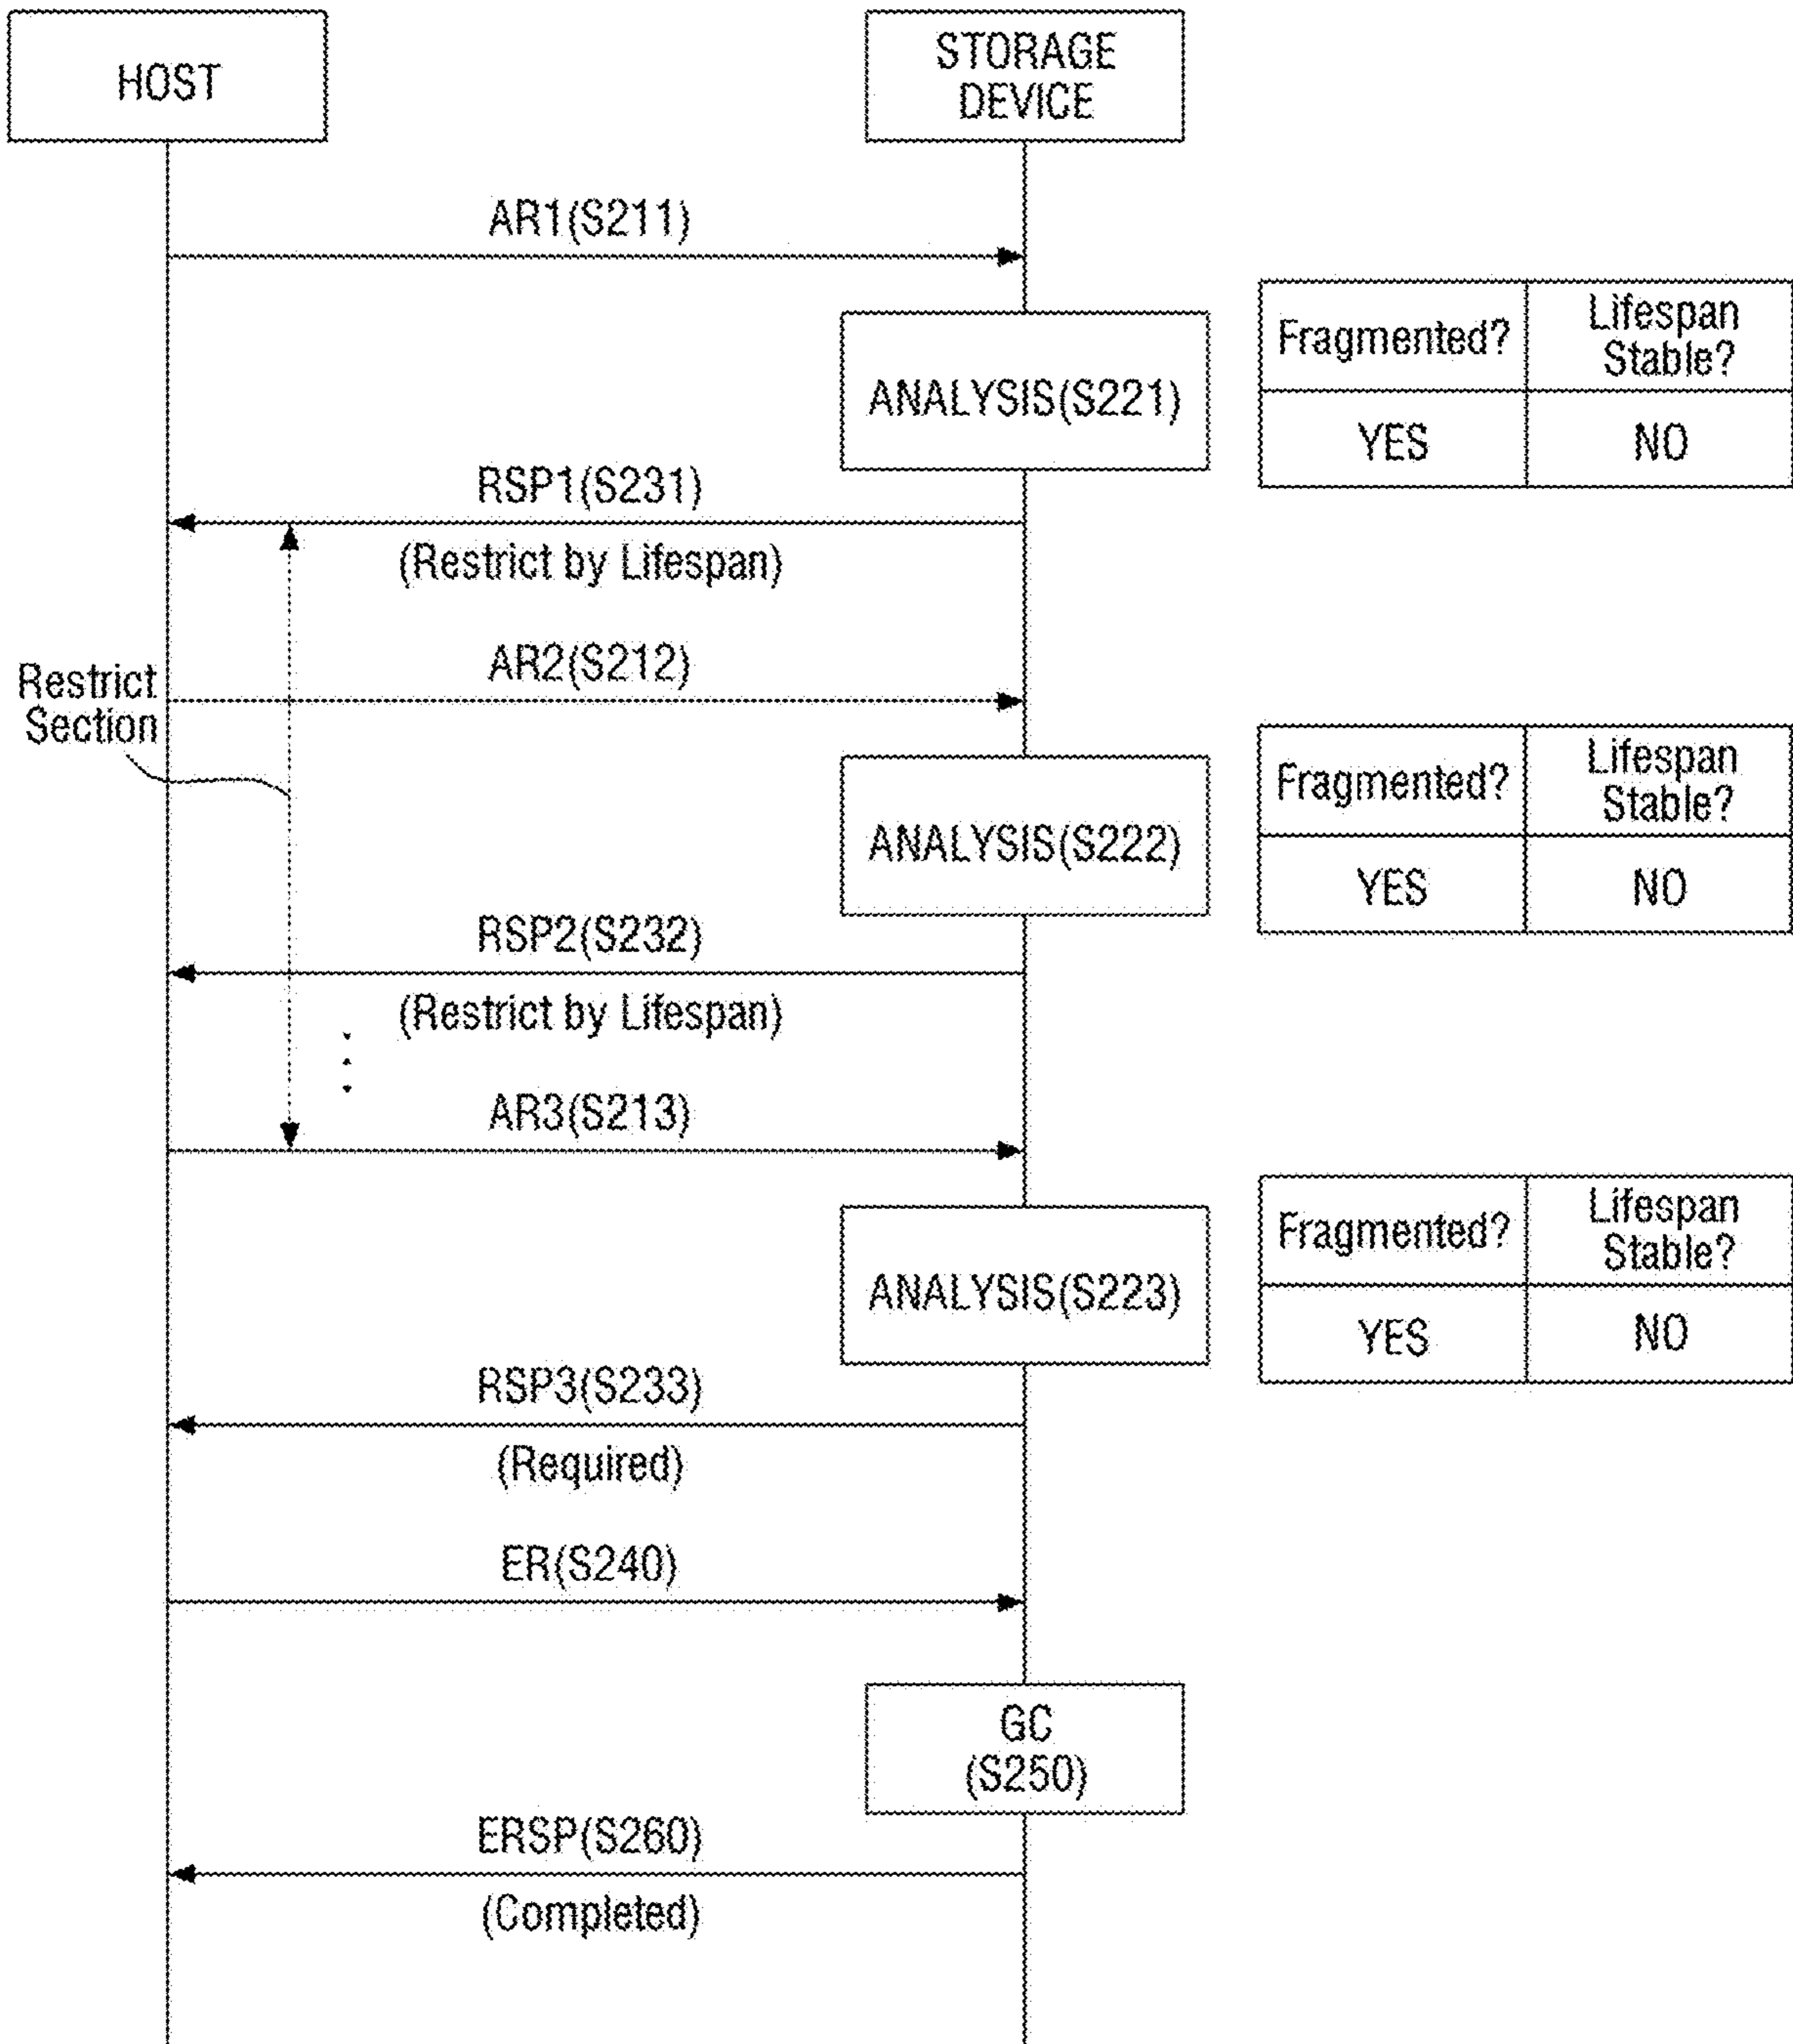 HOST
STORAGE
DEVICE
AR1(S211)
ANALYSIS(S221)
Fragmented?
Lifespan
Stable?
YES
NO
RSP1(S231)
(Restrict by Lifespan)
Restrict
Section
AR2(S212)
ANALYSIS(S222)
Fragmented?
Lifespan
Stable?
YES
NO
RSP2(S232)
(Restrict by Lifespan)
AR3(S213)
ANALYSIS(S223)
Fragmented?
Lifespan
Stable?
YES
NO
RSP3(S233)
(Required)
ER(S240)
GC
(S250)
ERSP(S260)
(Completed)